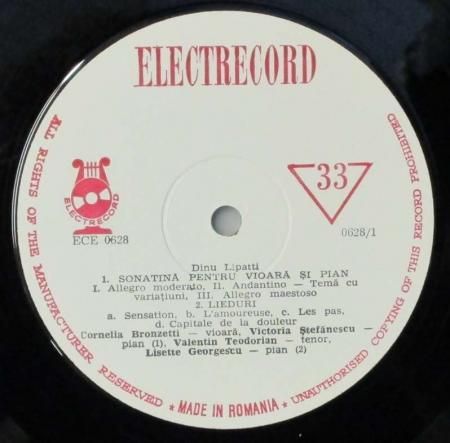 ELECTRECORD
ELECTRECORD
ECE 0628
33
0628/1
Dinu Lipatti
1. SONATINĂ PENTRU VIOARĂ ȘI PIAN
I. Allegro moderato, II. Andantino — Temă cu
variațiuni, III. Allegro maestoso
2. LIEDURI
a. Sensation, b. L'amoureuse, c. Les pas,
d. Capitale de la douleur
Cornelia Bronzetti — vioară, Victoria Ștefănescu —
pian (1), Valentin Teodorian — tenor,
Lisette Georgescu — pian (2)
ALL RIGHTS OF THE MANUFACTURER RESERVED ★ MADE IN ROMANIA ★ UNAUTHORISED COPYING OF THIS RECORD PROHIBITED